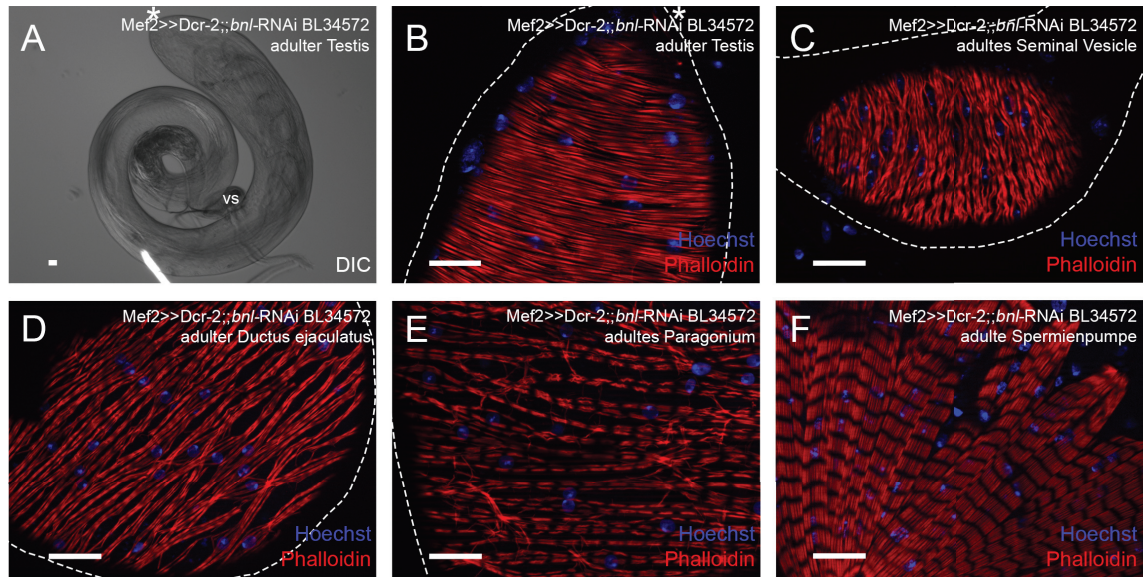 A
*
Mef2>>Dcr-2;;bnl-RNAi BL34572
adulter Testis
vs
DIC
B
*
Mef2>>Dcr-2;;bnl-RNAi BL34572
adulter Testis
Hoechst
Phalloidin
C
Mef2>>Dcr-2;;bnl-RNAi BL34572
adultes Seminal Vesicle
Hoechst
Phalloidin
D
Mef2>>Dcr-2;;bnl-RNAi BL34572
adulter Ductus ejaculatus
Hoechst
Phalloidin
E
Mef2>>Dcr-2;;bnl-RNAi BL34572
adultes Paragonium
Hoechst
Phalloidin
F
Mef2>>Dcr-2;;bnl-RNAi BL34572
adulte Spermienpumpe
Hoechst
Phalloidin